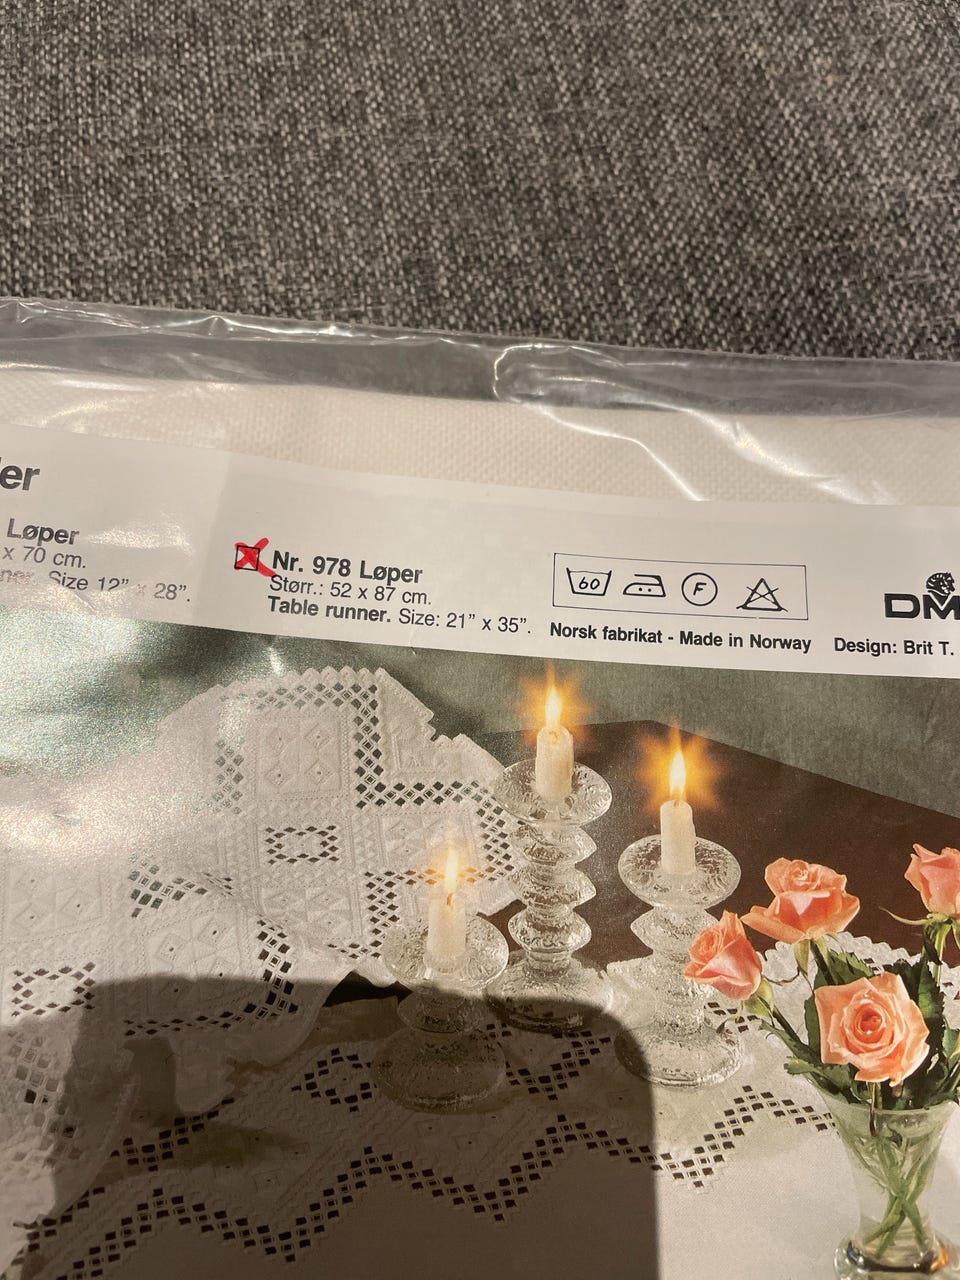 er
Løper
x 70 cm.
Size 12” x 28”.
Nr. 978 Løper
Størr.: 52 x 87 cm.
Table runner. Size: 21” x 35”.
60
F
Norsk fabrikat - Made in Norway
DM
Design: Brit T.